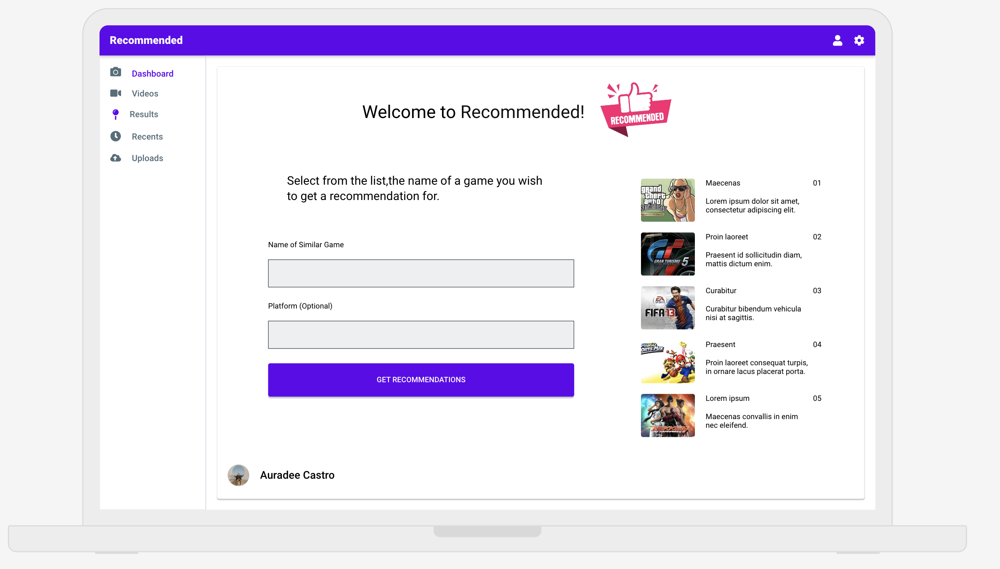 Recommended
Dashboard
Videos
Results
Recents
Uploads
Welcome to Recommended!
RECOMMENDED
Select from the list,the name of a game you wish
to get a recommendation for.
Name of Similar Game
Platform (Optional)
GET RECOMMENDATIONS
grand
theft
auto
San Andreas
Maecenas 01
Lorem ipsum dolor sit amet,
consectetur adipiscing elit.
GRAN TURISMO 5
THE REAL DRIVING SIMULATOR
Proin laoreet 02
Praesent id sollicitudin diam,
mattis dictum enim.
EA
SPORTS
FIFA 13
Curabitur 03
Curabitur bibendum vehicula
nisi at sagittis.
MARIO
ORTS MIX
Praesent 04
Proin laoreet consequat turpis,
in ornare lacus placerat porta.
TEKKEN
TAG TOURNAMENT 2
Lorem ipsum 05
Maecenas convallis in enim
nec eleifend.
Auradee Castro